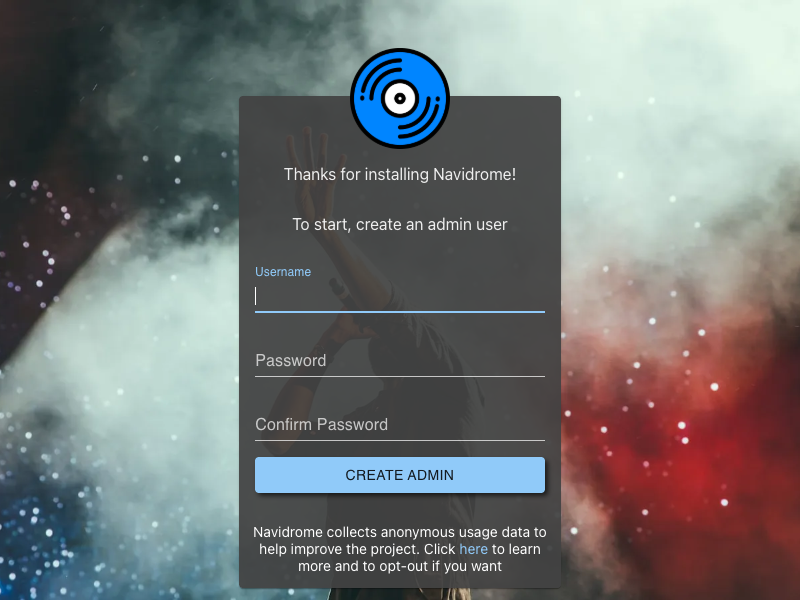 Thanks for installing Navidrome!
To start, create an admin user
Username
Password
Confirm Password
CREATE ADMIN
Navidrome collects anonymous usage data to
help improve the project. Click here to learn
more and to opt-out if you want